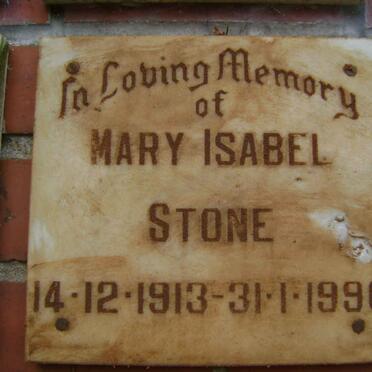 In Loving Memory
of
MARY ISABEL
STONE
14·12·1913-31·1·199